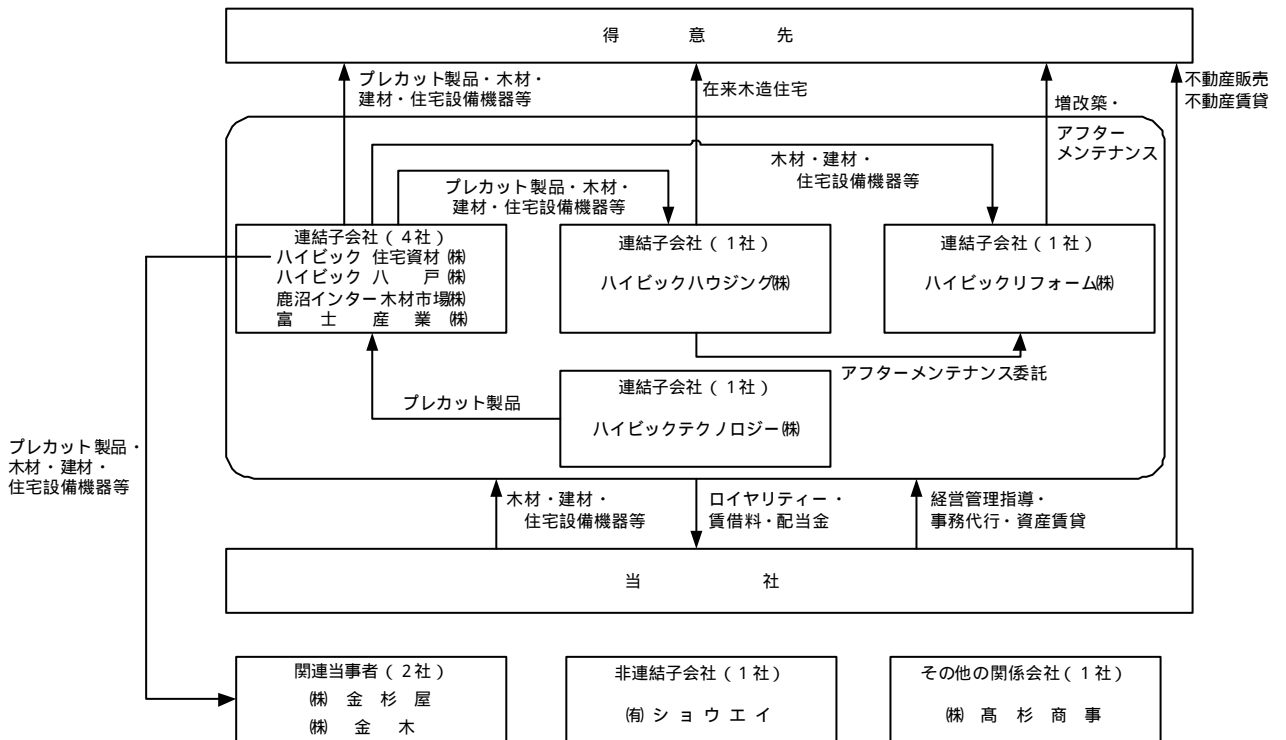 得意先
プレカット製品・木材・
建材・住宅設備機器等
在来木造住宅
増改築・
アフター
メンテナンス
不動産販売
不動産賃貸
木材・建材・
住宅設備機器等
プレカット製品・木材・
建材・住宅設備機器等
連結子会社(4社)
ハイビック 住宅資材 ㈱
ハイビック 八 戸 ㈱
鹿沼インター木材市場㈱
富 士 産 業 ㈱
連結子会社(1社)
ハイビックハウジング㈱
連結子会社(1社)
ハイビックリフォーム㈱
アフターメンテナンス委託
プレカット製品
連結子会社(1社)
ハイビックテクノロジー㈱
プレカット製品・
木材・建材・
住宅設備機器等
木材・建材・
住宅設備機器等
ロイヤリティー・
賃借料・配当金
経営管理指導・
事務代行・資産賃貸
当社
関連当事者(2社)
㈱ 金 杉 屋
㈱ 金 木
非連結子会社(1社)
㈲ショウエイ
その他の関係会社(1社)
㈱ 髙 杉 商 事